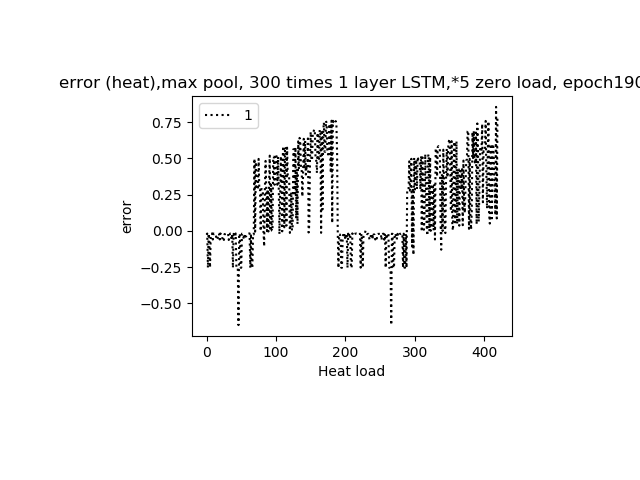 error (heat),max pool, 300 times 1 layer LSTM,*5 zero load, epoch190
1
0.75
0.50
0.25
0.00
−0.25
−0.50
error
0 100 200 300 400
Heat load